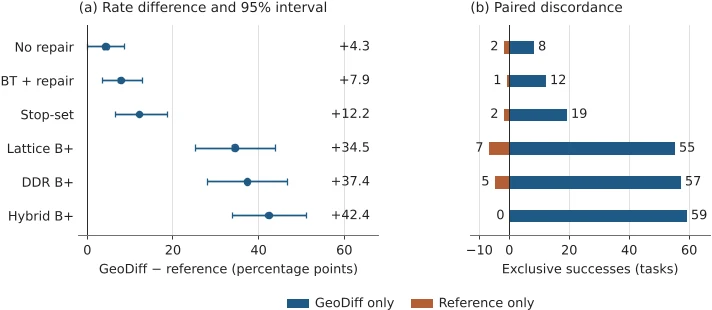 (a) Rate difference and 95% interval
No repair +4.3
BT + repair +7.9
Stop-set +12.2
Lattice B+ +34.5
DDR B+ +37.4
Hybrid B+ +42.4
0 20 40 60
GeoDiff − reference (percentage points)
(b) Paired discordance
2 8
1 12
2 19
7 55
5 57
0 59
−10 0 20 40 60
Exclusive successes (tasks)
GeoDiff only Reference only